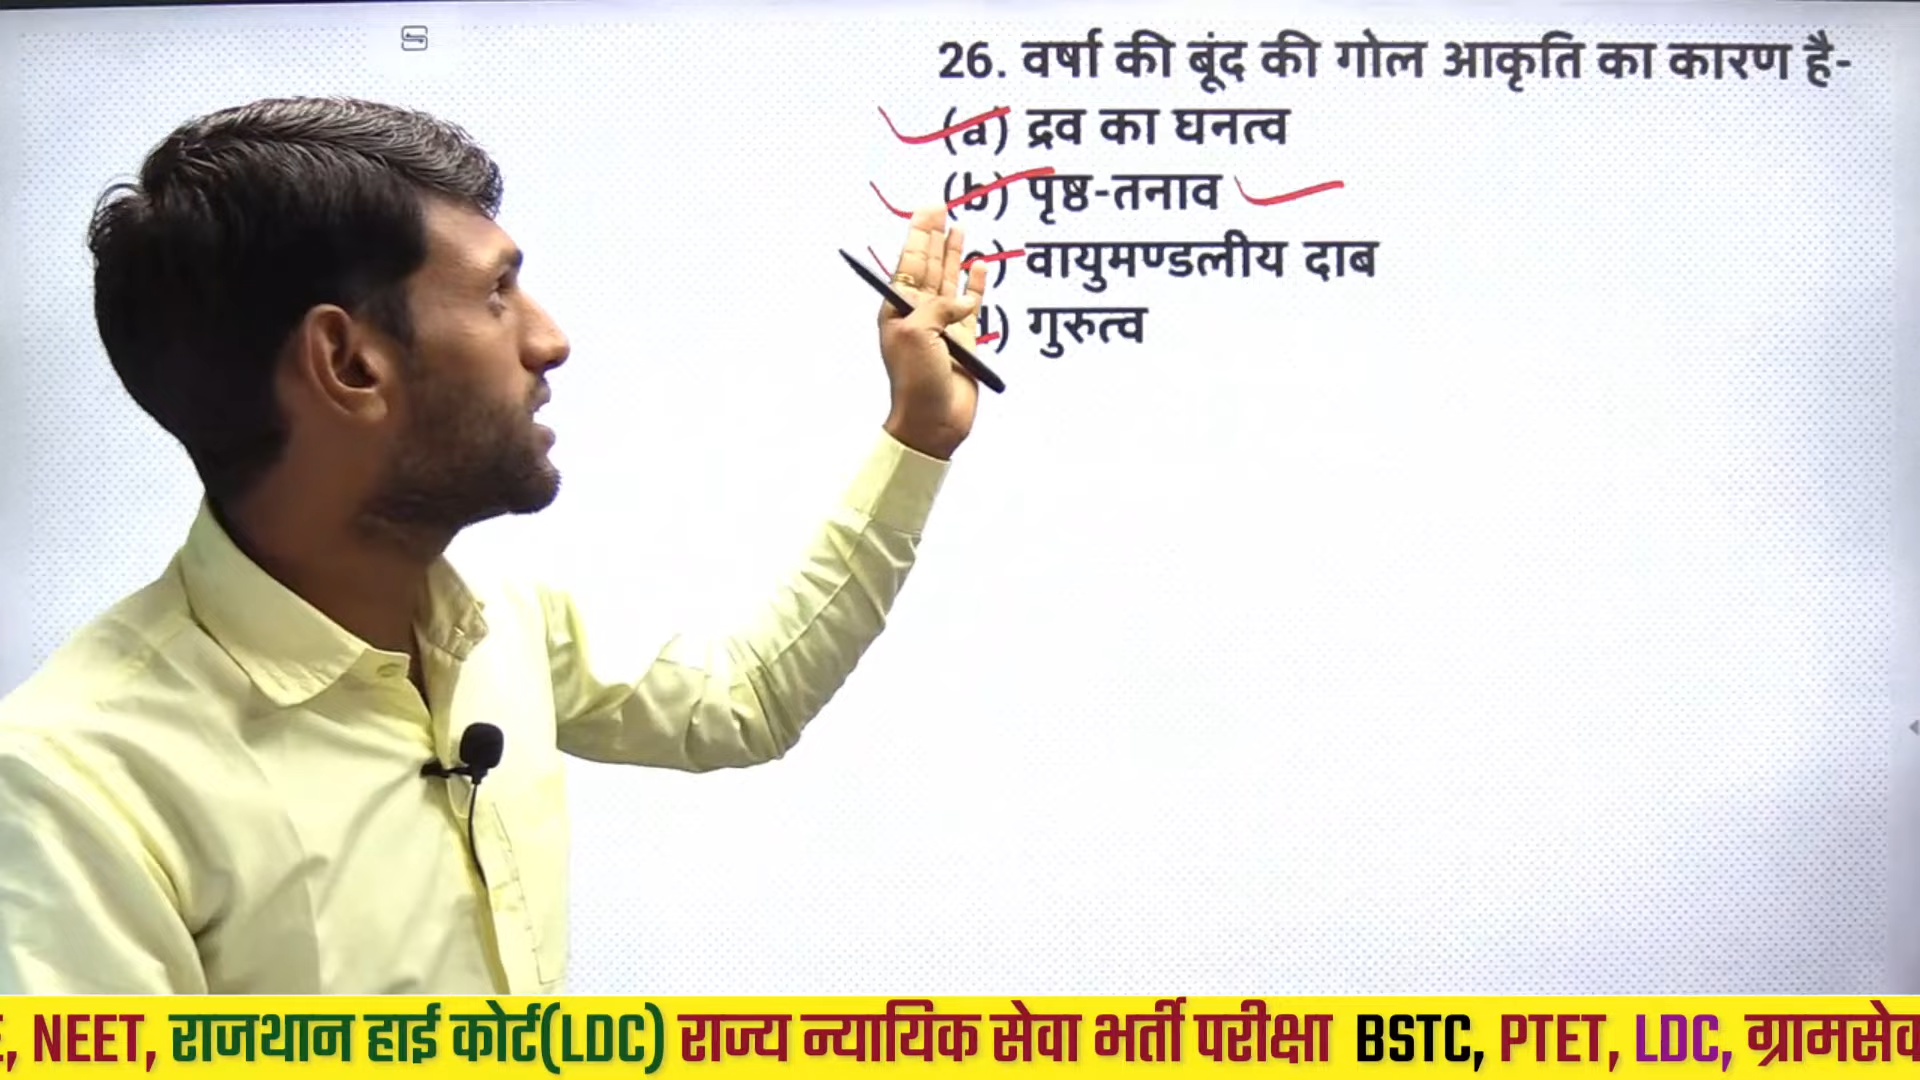 26. वर्षा की बूंद की गोल आकृति का कारण है-
(a) द्रव का घनत्व
(b) पृष्ठ-तनाव
वायुमण्डलीय दाब
गुरुत्व
NEET, राजथान हाई कोर्ट(LDC) राज्य न्यायिक सेवा भर्ती परीक्षा BSTC, PTET, LDC,